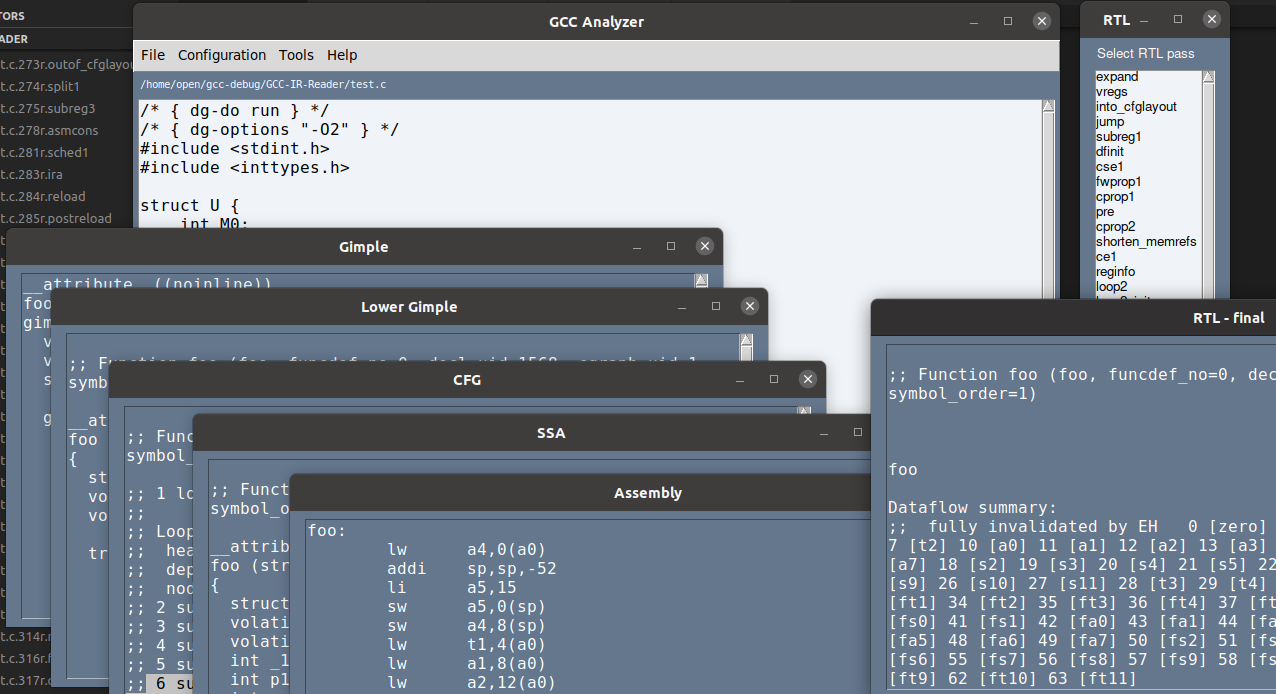 TORS
ADER
t.c.273r.outof_cfglayou
t.c.274r.split1
t.c.275r.subreg3
t.c.278r.asmcons
t.c.281r.sched1
t.c.283r.ira
t.c.284r.reload
t.c.285r.postreload
t.c.314r.r
t.c.316r.f
t.c.317r.c
GCC Analyzer
File Configuration Tools Help
/home/open/gcc-debug/GCC-IR-Reader/test.c
/* { dg-do run } */
/* { dg-options "-O2" } */
#include <stdint.h>
#include <inttypes.h>
struct U {
int M0;
RTL
Select RTL pass
expand
vregs
into_cfglayout
jump
subreg1
dfinit
cse1
fwprop1
cprop1
pre
cprop2
shorten_memrefs
ce1
reginfo
loop2
Gimple
__attribute__((noinline))
foo
gim
v
v
s
g
Lower Gimple
;; Function foo (foo, funcdef_no=0, decl_uid=1568, cgraph_uid=1,
symb
__at
foo
{
st
vo
vo
tr
CFG
;; Func
symbol_
;; 1 lo
;;
;; Loop
;;  hea
;;  dep
;;  nod
;; 2 su
;; 3 su
;; 4 su
;; 5 su
;; 6 su
SSA
;; Funct
symbol_o
__attrib
foo (str
{
struct
volati
volati
int _1
int p1
Assembly
foo:
lw a4,0(a0)
addi sp,sp,-52
li a5,15
sw a5,0(sp)
sw a4,8(sp)
lw t1,4(a0)
lw a1,8(a0)
lw a2,12(a0)
RTL - final
;; Function foo (foo, funcdef_no=0, dec
symbol_order=1)
foo
Dataflow summary:
;;  fully invalidated by EH   0 [zero]
7 [t2] 10 [a0] 11 [a1] 12 [a2] 13 [a3]
[a7] 18 [s2] 19 [s3] 20 [s4] 21 [s5] 22
[s9] 26 [s10] 27 [s11] 28 [t3] 29 [t4]
[ft1] 34 [ft2] 35 [ft3] 36 [ft4] 37 [ft
[fs0] 41 [fs1] 42 [fa0] 43 [fa1] 44 [fa
[fa5] 48 [fa6] 49 [fa7] 50 [fs2] 51 [fs
[fs6] 55 [fs7] 56 [fs8] 57 [fs9] 58 [fs
[ft9] 62 [ft10] 63 [ft11]